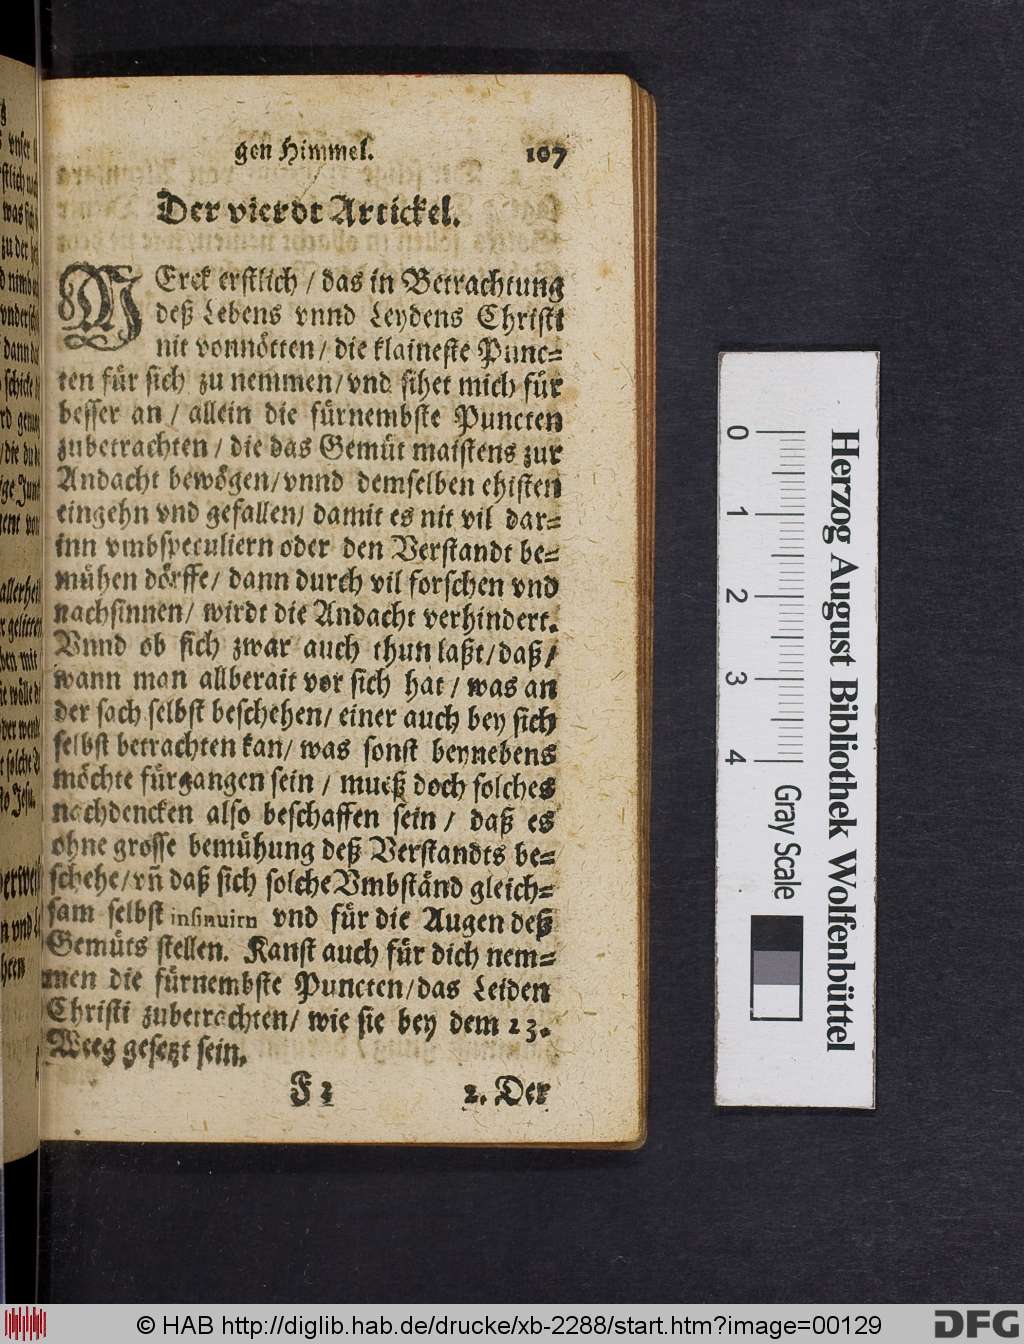 gen Himmel. 107
Der vierdt Artickel.
MErck erstlich / das in Betrachtung
deß Lebens vnnd Leydens Christi
nit vonnötten / die klaineste Punc-
ten für sich zu nemmen / vnd sihet mich für
besser an / allein die fürnembste Puncten
zubetrachten / die das Gemüt maistens zur
Andacht bewögen / vnnd demselben ehisten
eingehn vnd gefallen / damit es nit vil dar-
inn vmbspeculiern oder den Verstandt be-
mühen dörffe / dann durch vil forschen vnd
nachsinnen / wirdt die Andacht verhindert.
Vnnd ob sich zwar auch thun laßt / daß /
wann man allberait vor sich hat / was an
der sach selbst beschehen / einer auch bey sich
selbst betrachten kan / was sonst beynebens
möchte fürgangen sein / mueß doch solches
nachdencken also beschaffen sein / daß es
ohne grosse bemühung deß Verstandts be-
schehe / vñ daß sich solche Vmbständ gleich-
sam selbst insinuirn vnd für die Augen deß
Gemüts stellen. Kanst auch für dich nem-
men die fürnembste Puncten / das Leiden
Christi zubetrachten / wie sie bey dem 23.
Weeg gesetzt sein.
F 2 2. Der
Herzog August Bibliothek Wolfenbüttel
0 1 2 3 4 Gray Scale
© HAB http://diglib.hab.de/drucke/xb-2288/start.htm?image=00129
DFG